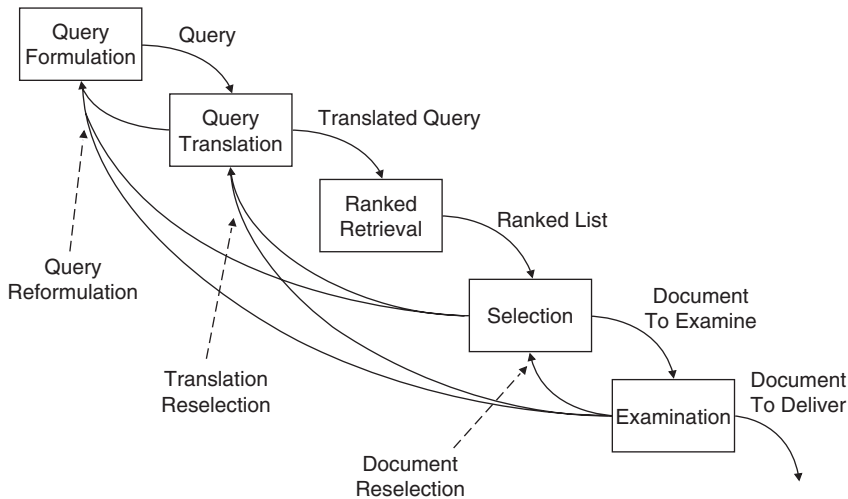 Query
Formulation
Query
Query
Translation
Translated Query
Ranked
Retrieval
Ranked List
Query
Reformulation
Selection
Document
To Examine
Translation
Reselection
Examination
Document
To Deliver
Document
Reselection